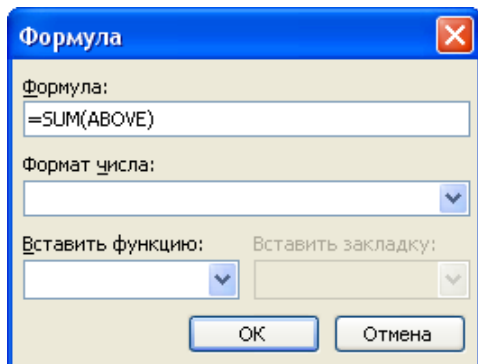 Формула
Формула:
=SUM(ABOVE)
Формат числа:
Вставить функцию: Вставить закладку:
ОК Отмена